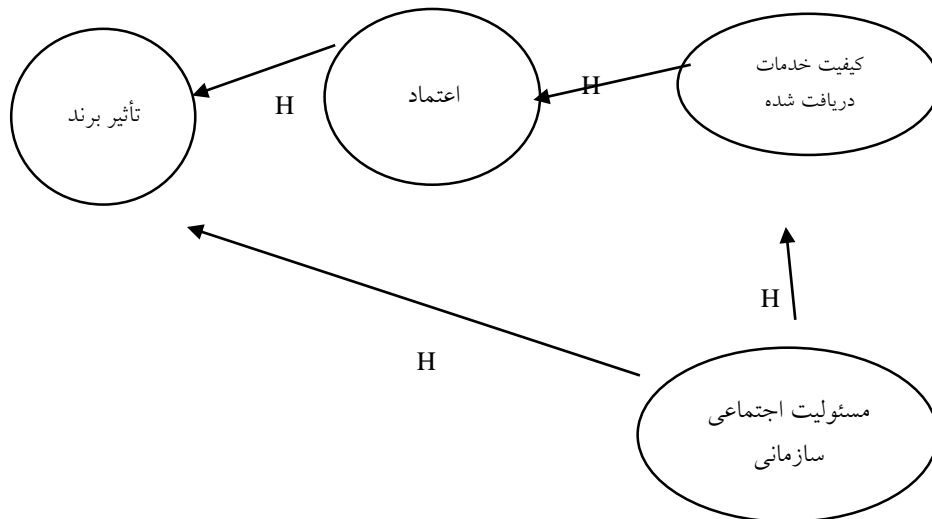 کیفیت خدمات
دریافت شده
H
اعتماد
H
تأثیر برند
H
H
مسئولیت اجتماعی
سازمانی